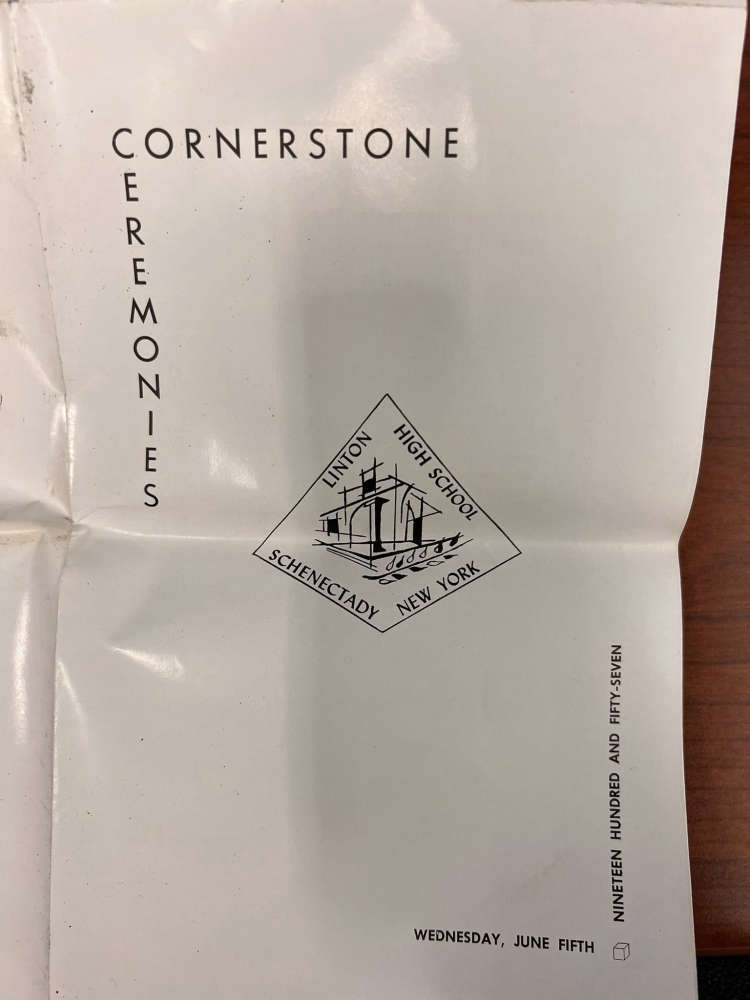 CORNERSTONE
CEREMONIES
LINTON
HIGH SCHOOL
SCHENECTADY
NEW YORK
WEDNESDAY, JUNE FIFTH
NINETEEN HUNDRED AND FIFTY-SEVEN